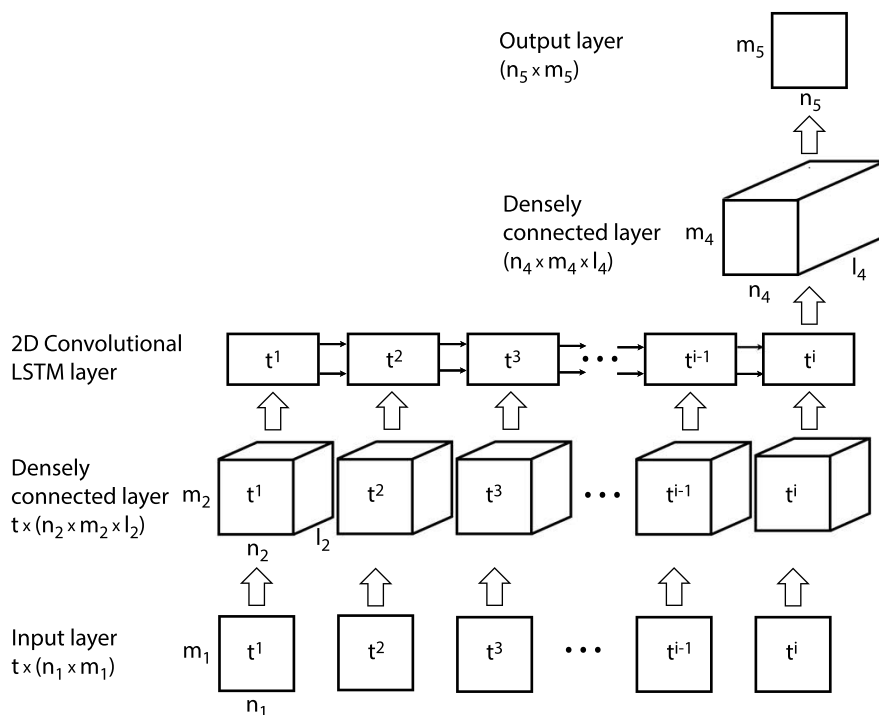 Output layer
(n₅ x m₅)
m₅
n₅
Densely
connected layer
(n₄ x m₄ x l₄)
m₄
n₄
l₄
2D Convolutional
LSTM layer
t¹ t² t³ ••• tⁱ⁻¹ tⁱ
Densely
connected layer
t x (n₂ x m₂ x l₂)
m₂
t¹ t² t³ ••• tⁱ⁻¹ tⁱ
n₂
l₂
Input layer
t x (n₁ x m₁)
m₁
t¹ t² t³ ••• tⁱ⁻¹ tⁱ
n₁